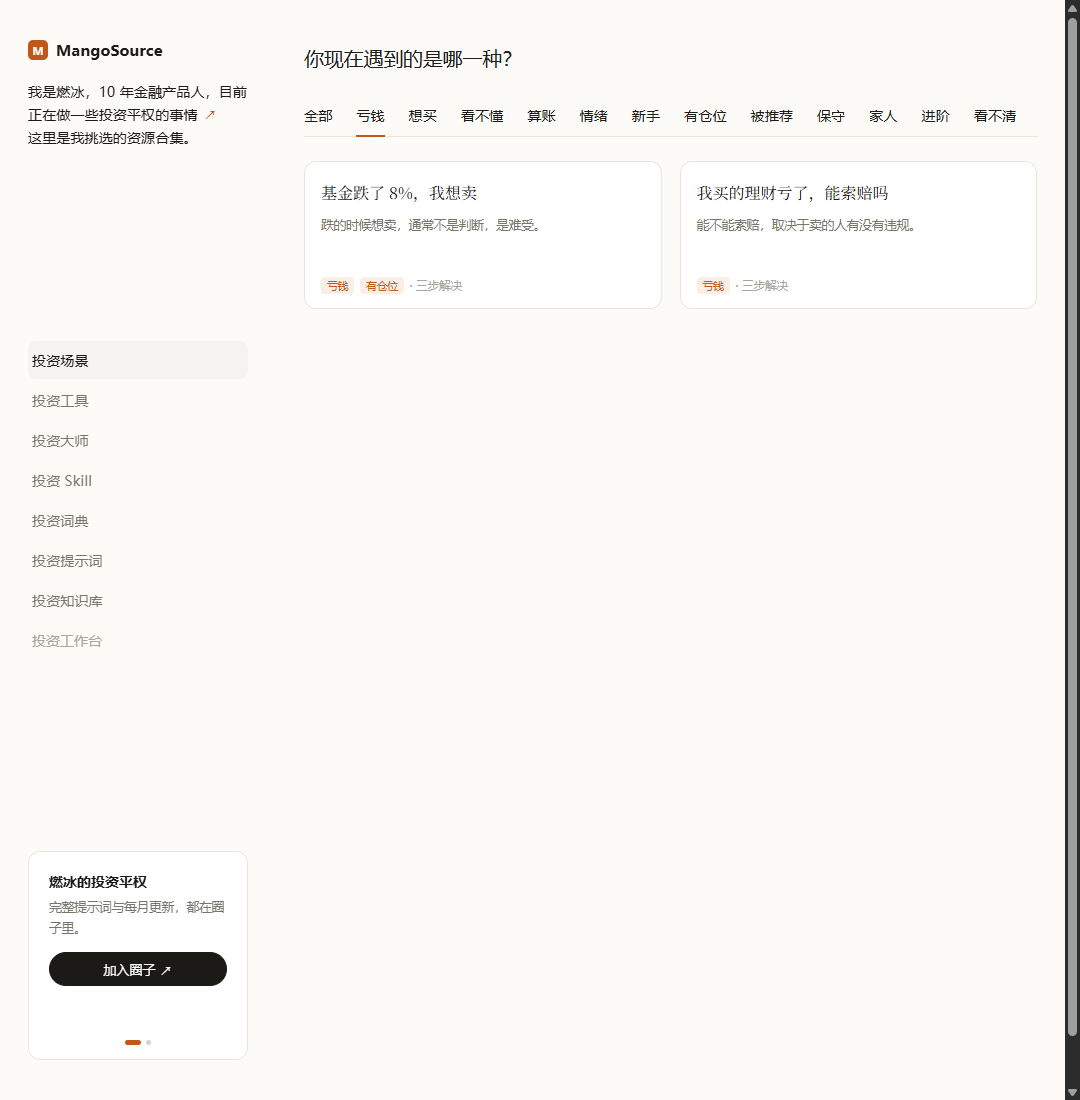 M MangoSource
我是燃冰，10 年金融产品人，目前
正在做一些投资平权的事情 ↗
这里是我挑选的资源合集。
投资场景
投资工具
投资大师
投资 Skill
投资词典
投资提示词
投资知识库
投资工作台
燃冰的投资平权
完整提示词与每月更新，都在圈
子里。
加入圈子 ↗
你现在遇到的是哪一种？
全部 亏钱 想买 看不懂 算账 情绪 新手 有仓位 被推荐 保守 家人 进阶 看不清
基金跌了 8%，我想卖
跌的时候想卖，通常不是判断，是难受。
亏钱 有仓位 · 三步解决
我买的理财亏了，能索赔吗
能不能索赔，取决于卖的人有没有违规。
亏钱 · 三步解决